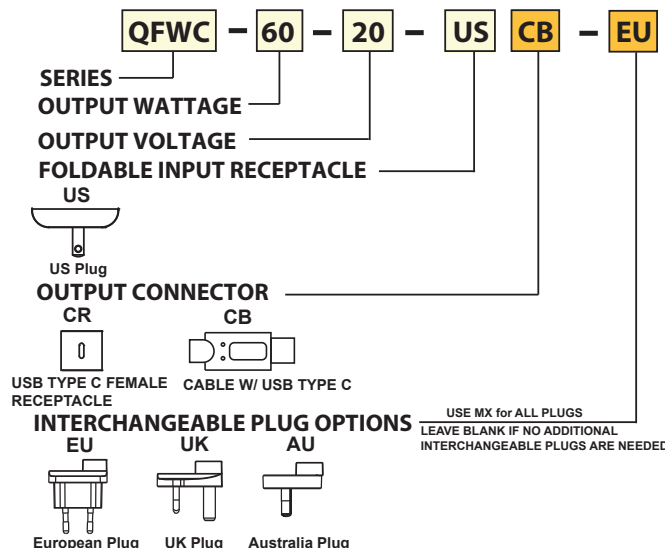 QFWC - 60 - 20 - US CB - EU
SERIES
OUTPUT WATTAGE
OUTPUT VOLTAGE
FOLDABLE INPUT RECEPTACLE
US
US Plug
OUTPUT CONNECTOR
CR
CB
USB TYPE C FEMALE
RECEPTACLE
CABLE W/ USB TYPE C
INTERCHANGEABLE PLUG OPTIONS
USE MX for ALL PLUGS
LEAVE BLANK IF NO ADDITIONAL
INTERCHANGEABLE PLUGS ARE NEEDED
EU
UK
AU
European Plug
UK Plug
Australia Plug